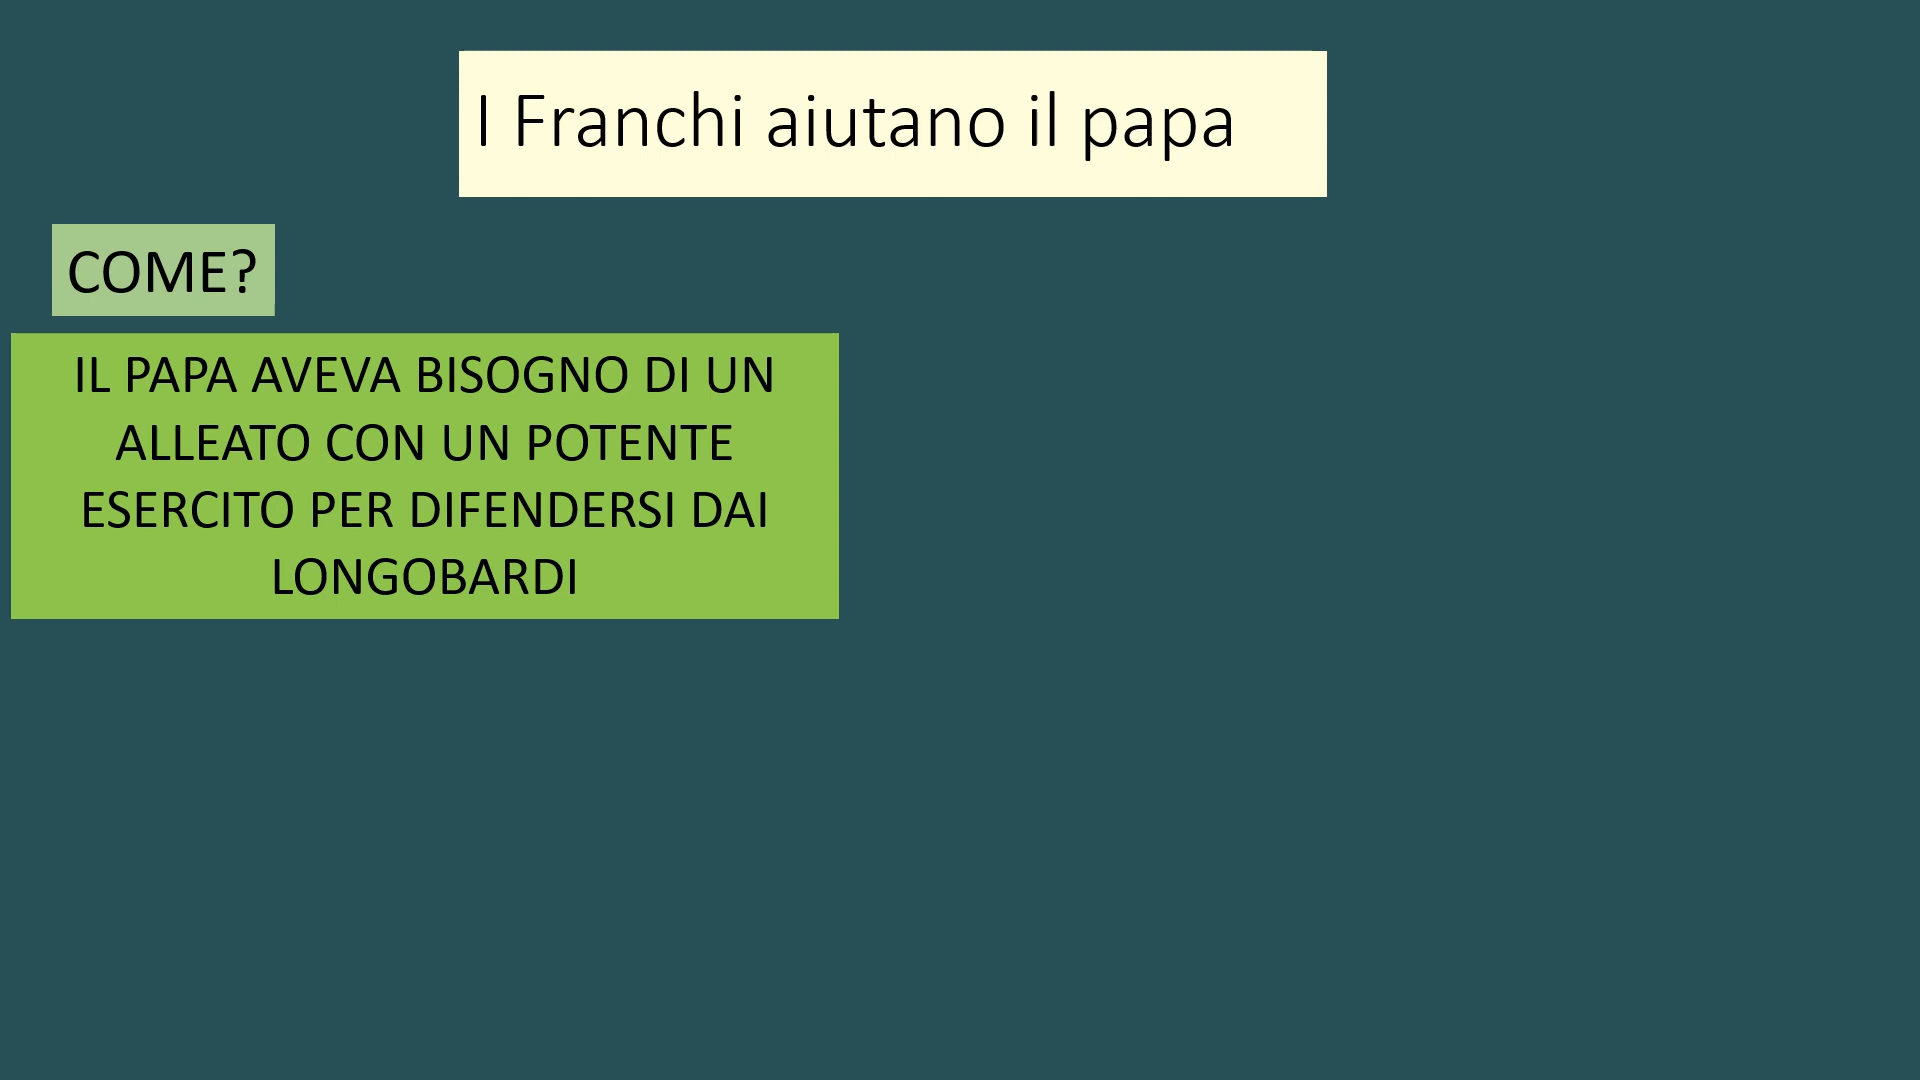 I Franchi aiutano il papa
COME?
IL PAPA AVEVA BISOGNO DI UN
ALLEATO CON UN POTENTE
ESERCITO PER DIFENDERSI DAI
LONGOBARDI